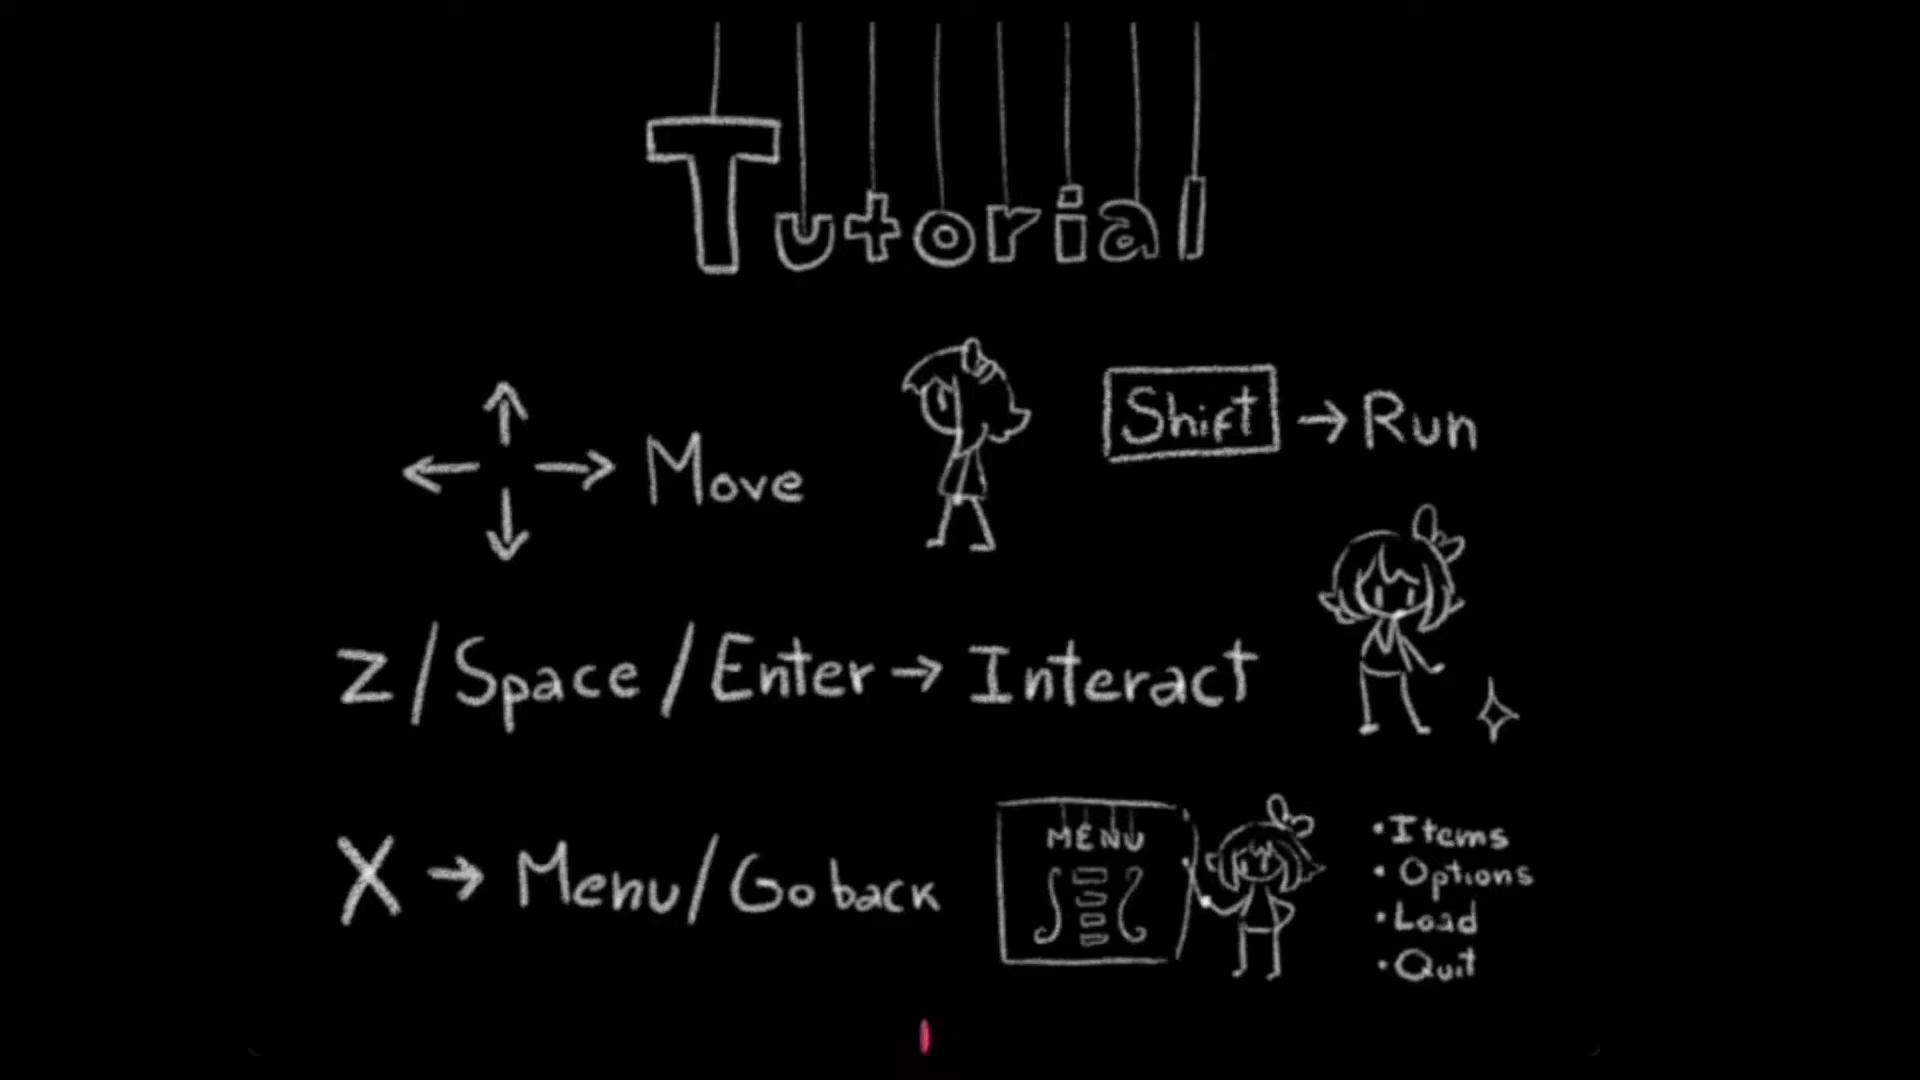 Tutorial
Move
Shift → Run
Z/Space/Enter → Interact
X → Menu/Go back
MENU
• Items
• Options
• Load
• Quit